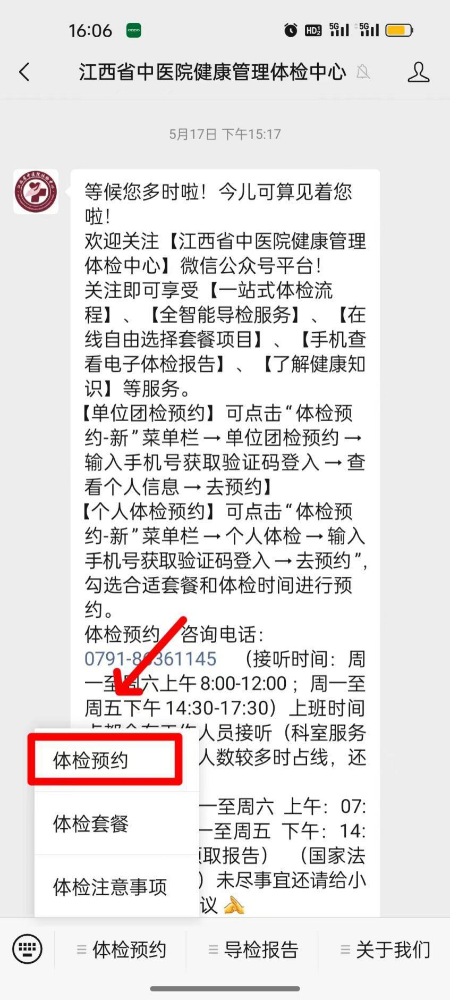 16:06
oppo
HD
5G
5G
江西省中医院健康管理体检中心
5月17日 下午15:17
等候您多时啦！今儿可算见着您
啦！
欢迎关注【江西省中医院健康管理
体检中心】微信公众号平台！
关注即可享受【一站式体检流
程】、【全智能导检服务】、【在
线自由选择套餐项目】、【手机查
看电子体检报告】、【了解健康知
识】等服务。
【单位团检预约】可点击“体检预
约-新”菜单栏→单位团检预约→
输入手机号获取验证码登入→查
看个人信息→去预约】
【个人体检预约】可点击“体检预
约-新”菜单栏→个人体检→输入
手机号获取验证码登入→去预约”，
勾选合适套餐和体检时间进行预
约。
体检预约 咨询电话：
0791-86361145 （接听时间：周
一至周六上午8:00-12:00；周一至
周五下午14:30-17:30）上班时间
人员接听（科室服务
人数较多时占线，还
体检预约
一至周六 上午：07:
一至周五 下午：14:
体检套餐
取报告） （国家法
）未尽事宜还请给小
体检注意事项
议
体检预约
导检报告
关于我们